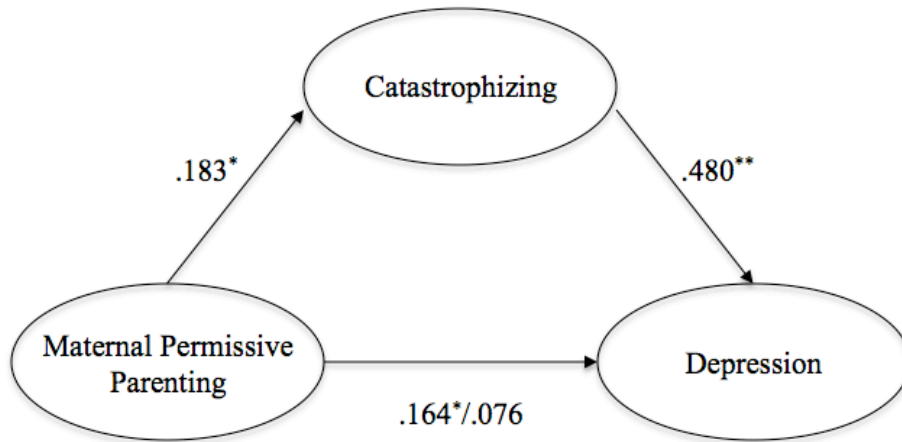 Catastrophizing
.183*
.480**
Maternal Permissive
Parenting
Depression
.164*/.076